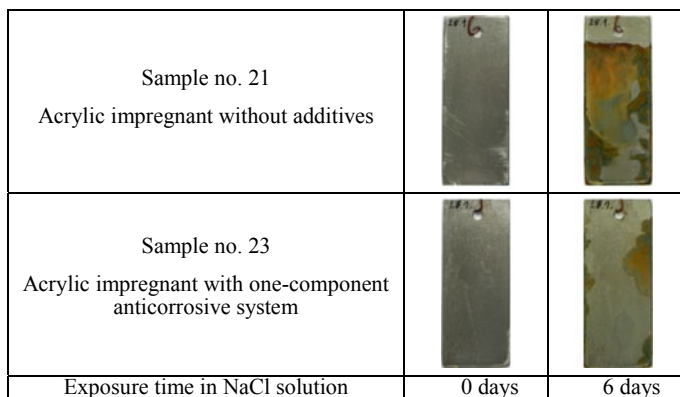 Sample no. 21
Acrylic impregnant without additives
Sample no. 23
Acrylic impregnant with one-component
anticorrosive system
Exposure time in NaCl solution 0 days 6 days